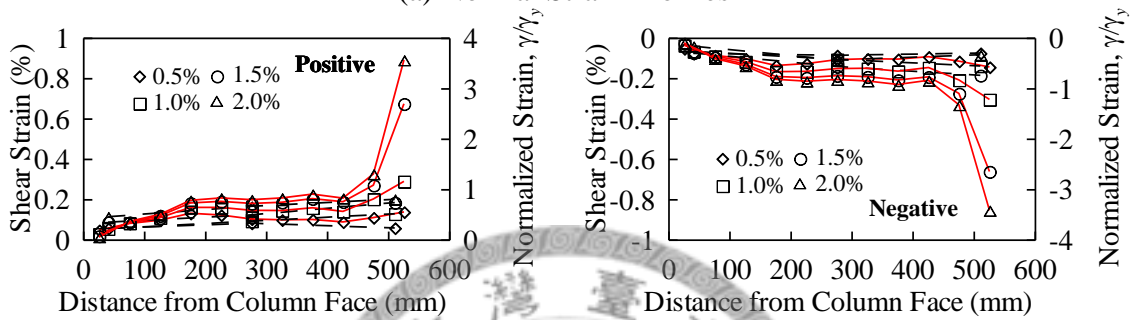 Positive
0.5% 1.5%
1.0% 2.0%
Shear Strain (%)
1
0.8
0.6
0.4
0.2
0
Normalized Strain, γ/γy
4
3
2
1
0
0 100 200 300 400 500 600
Distance from Column Face (mm)
Negative
0.5% 1.5%
1.0% 2.0%
Shear Strain (%)
0
-0.2
-0.4
-0.6
-0.8
-1
Normalized Strain, γ/γy
0
-1
-2
-3
-4
0 100 200 300 400 500 600
Distance from Column Face (mm)
灣 臺